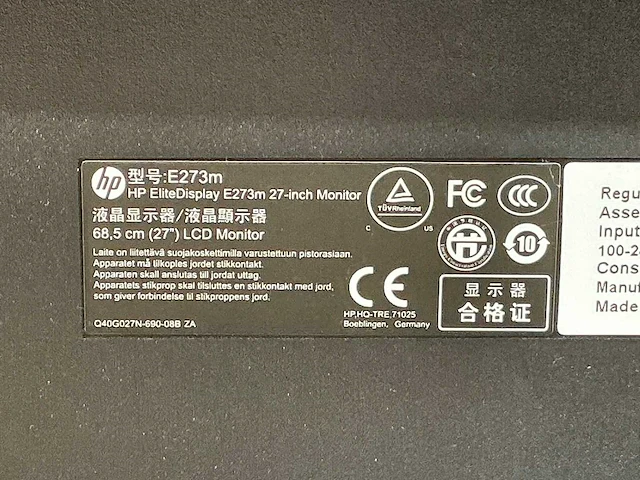 hp
型号:E273m
HP EliteDisplay E273m 27-inch Monitor
液晶显示器/液晶顯示器
68,5 cm (27") LCD Monitor
Laite on liitettävä suojakoskettimilla varustettuun pistorasiaan.
Apparatet må tilkoples jordet stikkontakt.
Apparaten skall anslutas till jordat uttag.
Apparatets stikprop skal tilsluttes en stikkontakt med jord,
som giver forbindelse til stikproppens jord.
Q40G027N-690-08B ZA
TÜVRheinland
C US
FC
CCC
10
CE
HP,HQ-TRE,71025
Boeblingen, Germany
显示器
合格证
Regu
Asse
Input
100-2
Cons
Manuf
Made